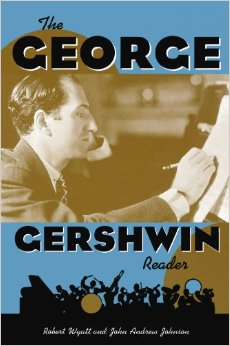 The
GEORGE
GERSHWIN
Reader
Robert Wyatt and John Andrew Johnson